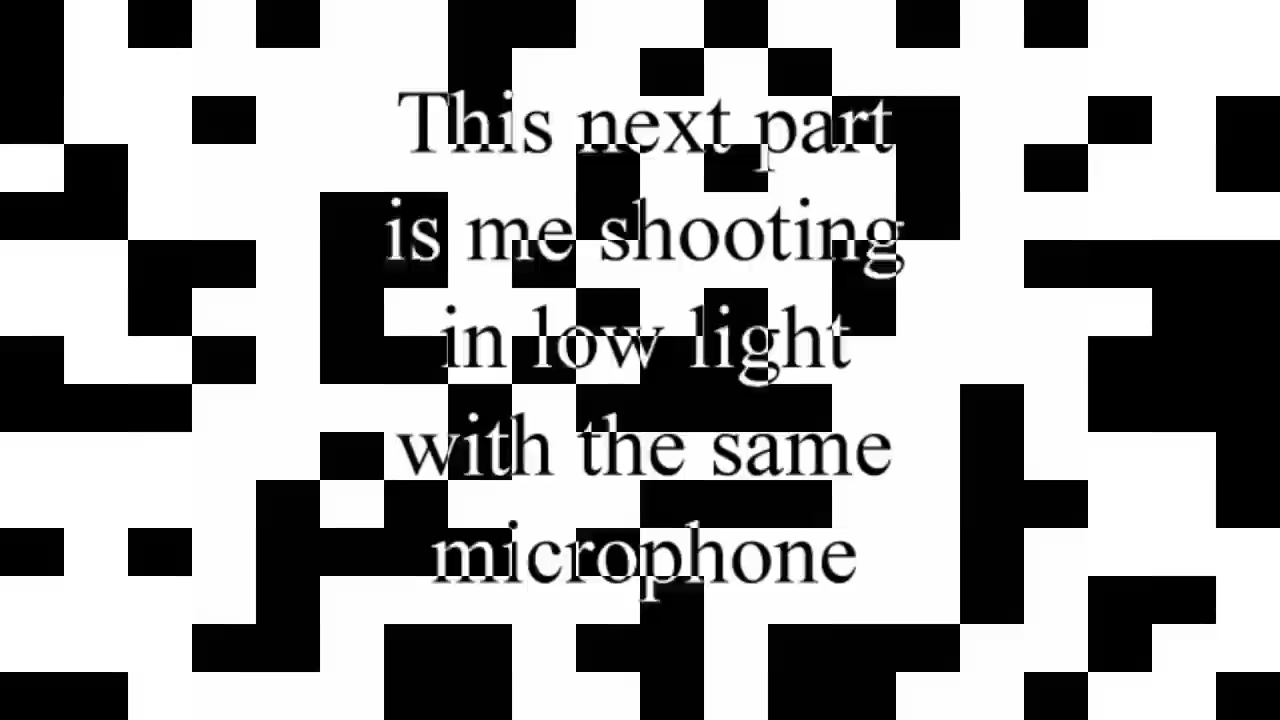 This next part
is me shooting
in low light
with the same
microphone